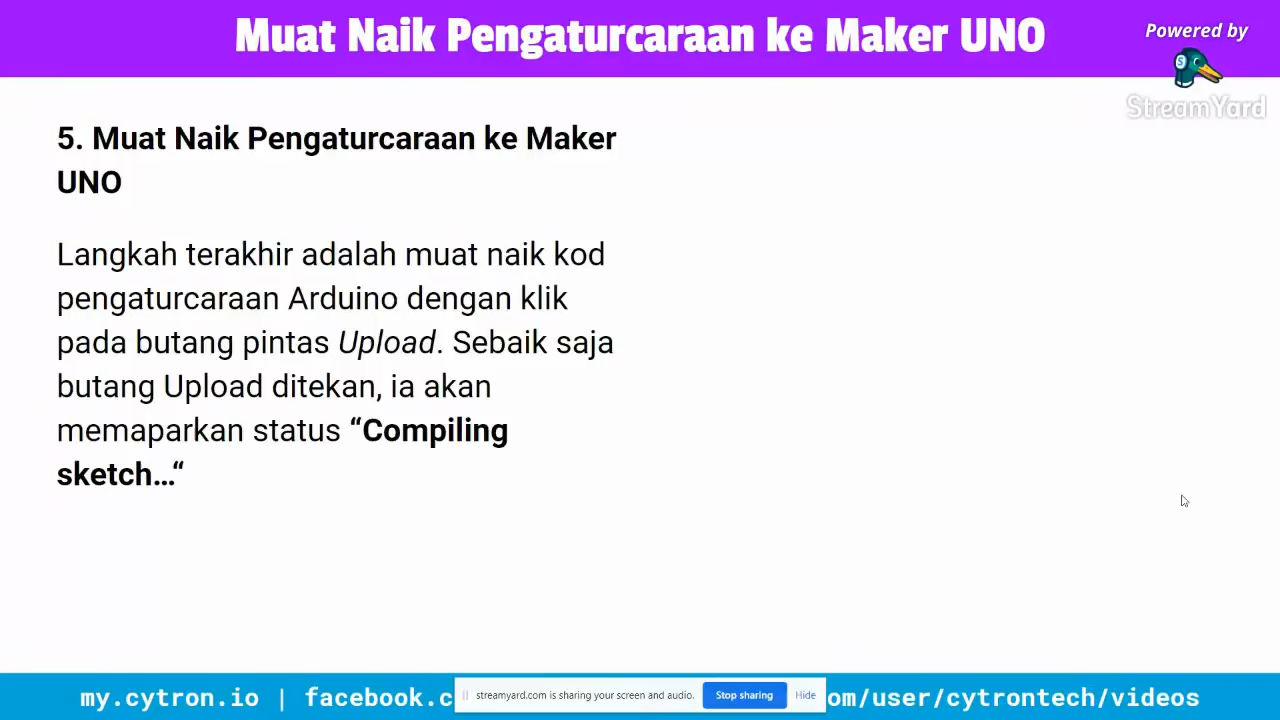 Muat Naik Pengaturcaraan ke Maker UNO
Powered by
StreamYard
5. Muat Naik Pengaturcaraan ke Maker
UNO
Langkah terakhir adalah muat naik kod
pengaturcaraan Arduino dengan klik
pada butang pintas Upload. Sebaik saja
butang Upload ditekan, ia akan
memaparkan status “Compiling
sketch…“
my.cytron.io | facebook.c
streamyard.com is sharing your screen and audio. Stop sharing Hide
om/user/cytrontech/videos